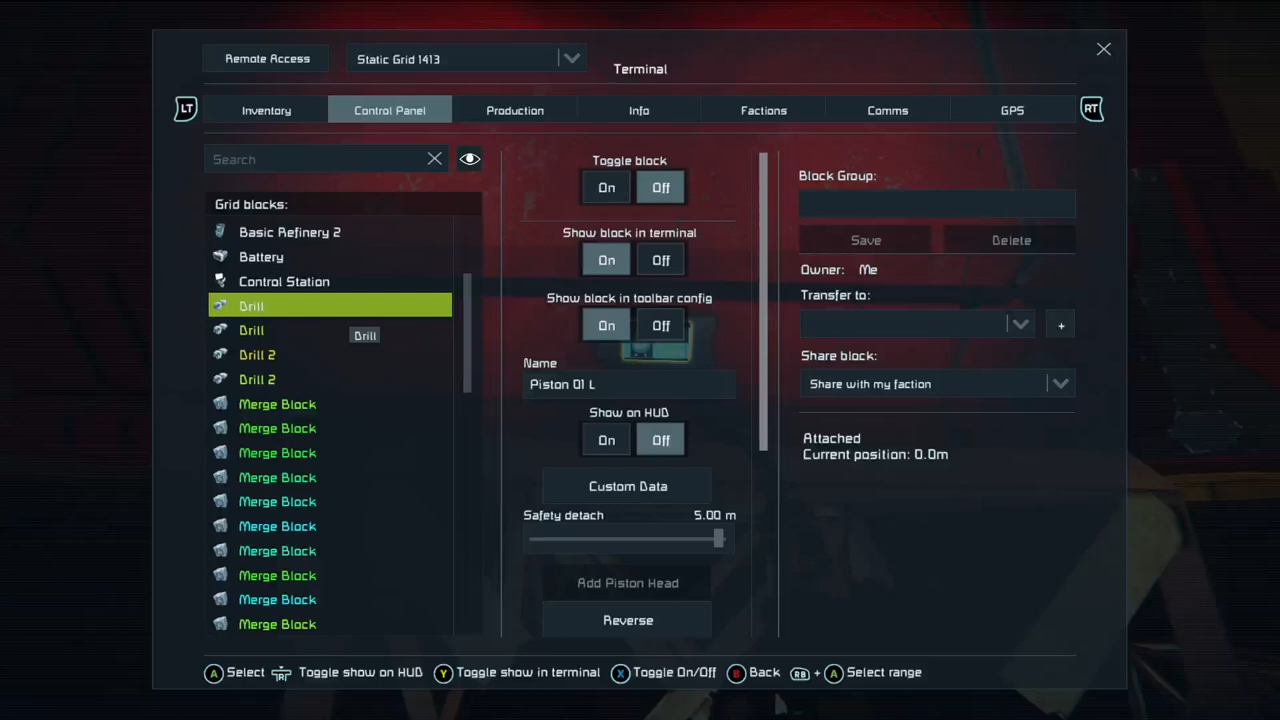 Remote Access
Static Grid 1413
Terminal
LT
Inventory
Control Panel
Production
Info
Factions
Comms
GPS
RT
Search
Grid blocks:
Basic Refinery 2
Battery
Control Station
Drill
Drill
Drill
Drill 2
Drill 2
Merge Block
Merge Block
Merge Block
Merge Block
Merge Block
Merge Block
Merge Block
Merge Block
Merge Block
Merge Block
Toggle block
On Off
Show block in terminal
On Off
Show block in toolbar config
On Off
Name
Piston 01 L
Show on HUD
On Off
Custom Data
Safety detach 5.00 m
Add Piston Head
Reverse
Block Group:
Save Delete
Owner: Me
Transfer to:
+
Share block:
Share with my faction
Attached
Current position: 0.0m
A Select Toggle show on HUD Y Toggle show in terminal X Toggle On/Off B Back RB + A Select range